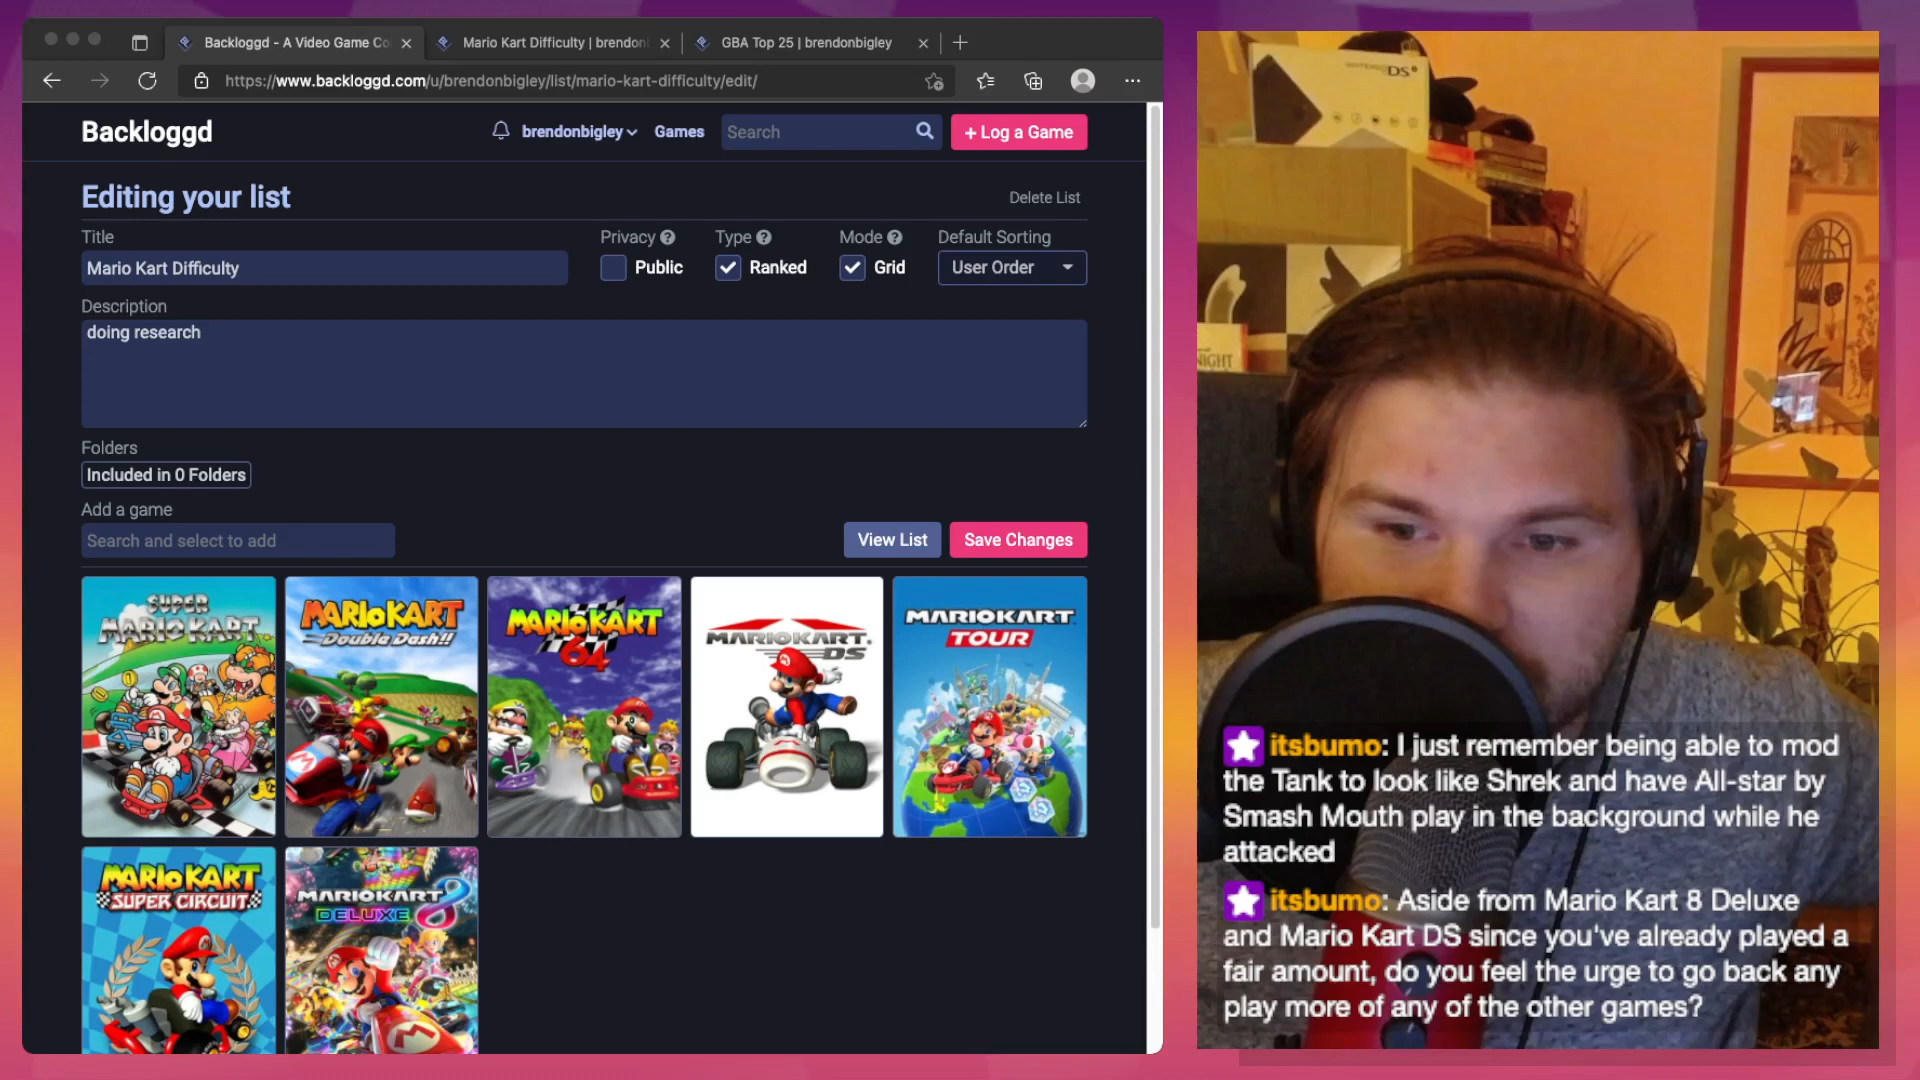 Backloggd - A Video Game Co
Mario Kart Difficulty | brendon
GBA Top 25 | brendonbigley
https://www.backloggd.com/u/brendonbigley/list/mario-kart-difficulty/edit/
Backloggd
brendonbigley
Games
Search
+ Log a Game
Editing your list
Delete List
Title
Privacy
Type
Mode
Default Sorting
Mario Kart Difficulty
Public
Ranked
Grid
User Order
Description
doing research
Folders
Included in 0 Folders
Add a game
Search and select to add
View List
Save Changes
SUPER
MARIO KART
MARIO KART
Double Dash!!
MARIO KART
64
MARIOKART
DS
MARIOKART
TOUR
MARIO KART
SUPER CIRCUIT
MARIOKART 8
DELUXE
NINTENDO DSi
NIGHT
itsbumo: I just remember being able to mod
the Tank to look like Shrek and have All-star by
Smash Mouth play in the background while he
attacked
itsbumo: Aside from Mario Kart 8 Deluxe
and Mario Kart DS since you've already played a
fair amount, do you feel the urge to go back any
play more of any of the other games?